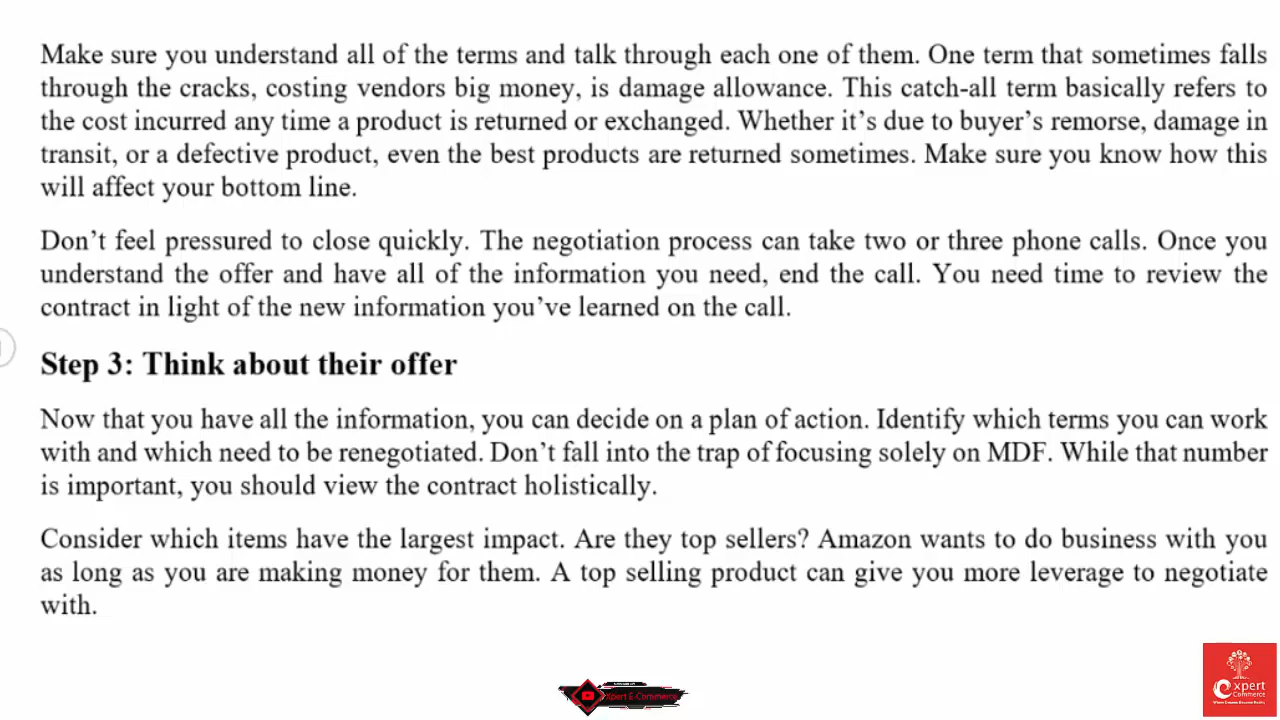 Make sure you understand all of the terms and talk through each one of them. One term that sometimes falls
through the cracks, costing vendors big money, is damage allowance. This catch-all term basically refers to
the cost incurred any time a product is returned or exchanged. Whether it’s due to buyer’s remorse, damage in
transit, or a defective product, even the best products are returned sometimes. Make sure you know how this
will affect your bottom line.
Don’t feel pressured to close quickly. The negotiation process can take two or three phone calls. Once you
understand the offer and have all of the information you need, end the call. You need time to review the
contract in light of the new information you’ve learned on the call.
Step 3: Think about their offer
Now that you have all the information, you can decide on a plan of action. Identify which terms you can work
with and which need to be renegotiated. Don’t fall into the trap of focusing solely on MDF. While that number
is important, you should view the contract holistically.
Consider which items have the largest impact. Are they top sellers? Amazon wants to do business with you
as long as you are making money for them. A top selling product can give you more leverage to negotiate
with.
Xpert E-Commerce
expert
Commerce